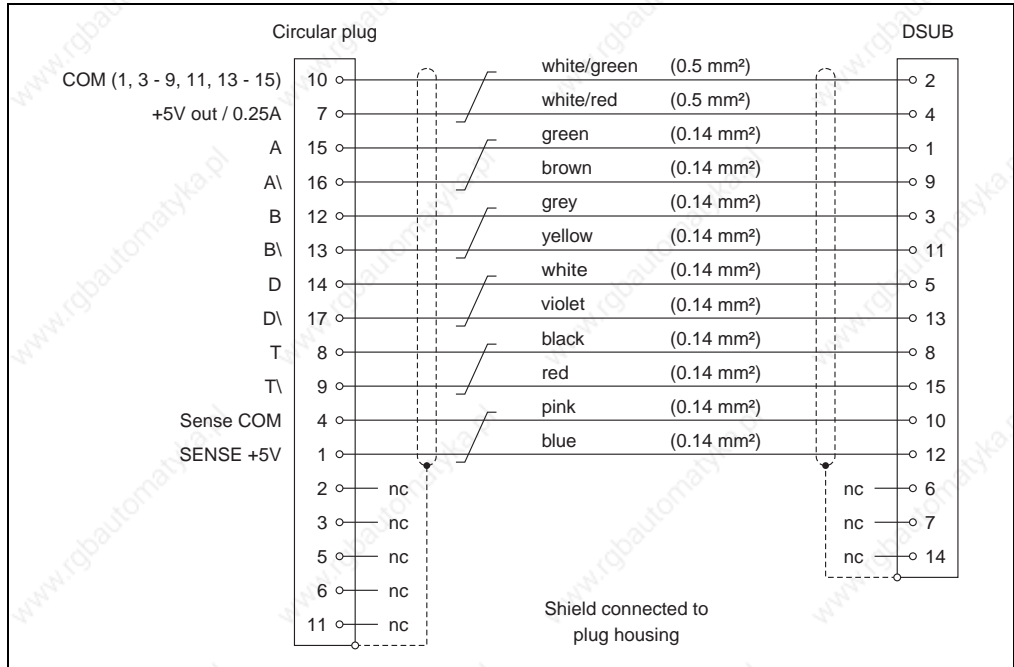 Circular plug DSUB
COM (1, 3 - 9, 11, 13 - 15) 10 white/green (0.5 mm²) 2
+5V out / 0.25A 7 white/red (0.5 mm²) 4
A 15 green (0.14 mm²) 1
A\ 16 brown (0.14 mm²) 9
B 12 grey (0.14 mm²) 3
B\ 13 yellow (0.14 mm²) 11
D 14 white (0.14 mm²) 5
D\ 17 violet (0.14 mm²) 13
T 8 black (0.14 mm²) 8
T\ 9 red (0.14 mm²) 15
Sense COM 4 pink (0.14 mm²) 10
SENSE +5V 1 blue (0.14 mm²) 12
2 nc nc 6
3 nc nc 7
5 nc nc 14
6 nc
11 nc
Shield connected to
plug housing
www.rgbautomatyka.pl